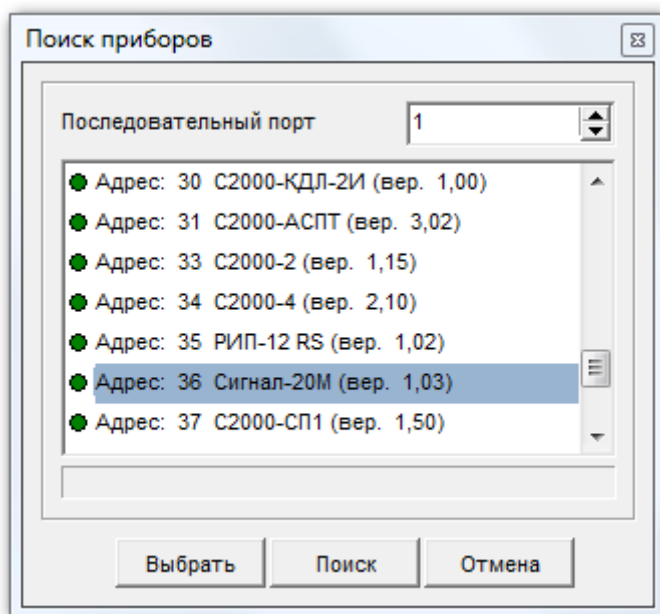 Поиск приборов
Последовательный порт 1
Адрес: 30 С2000-КДЛ-2И (вер. 1,00)
Адрес: 31 С2000-АСПТ (вер. 3,02)
Адрес: 33 С2000-2 (вер. 1,15)
Адрес: 34 С2000-4 (вер. 2,10)
Адрес: 35 РИП-12 RS (вер. 1,02)
Адрес: 36 Сигнал-20М (вер. 1,03)
Адрес: 37 С2000-СП1 (вер. 1,50)
Выбрать Поиск Отмена